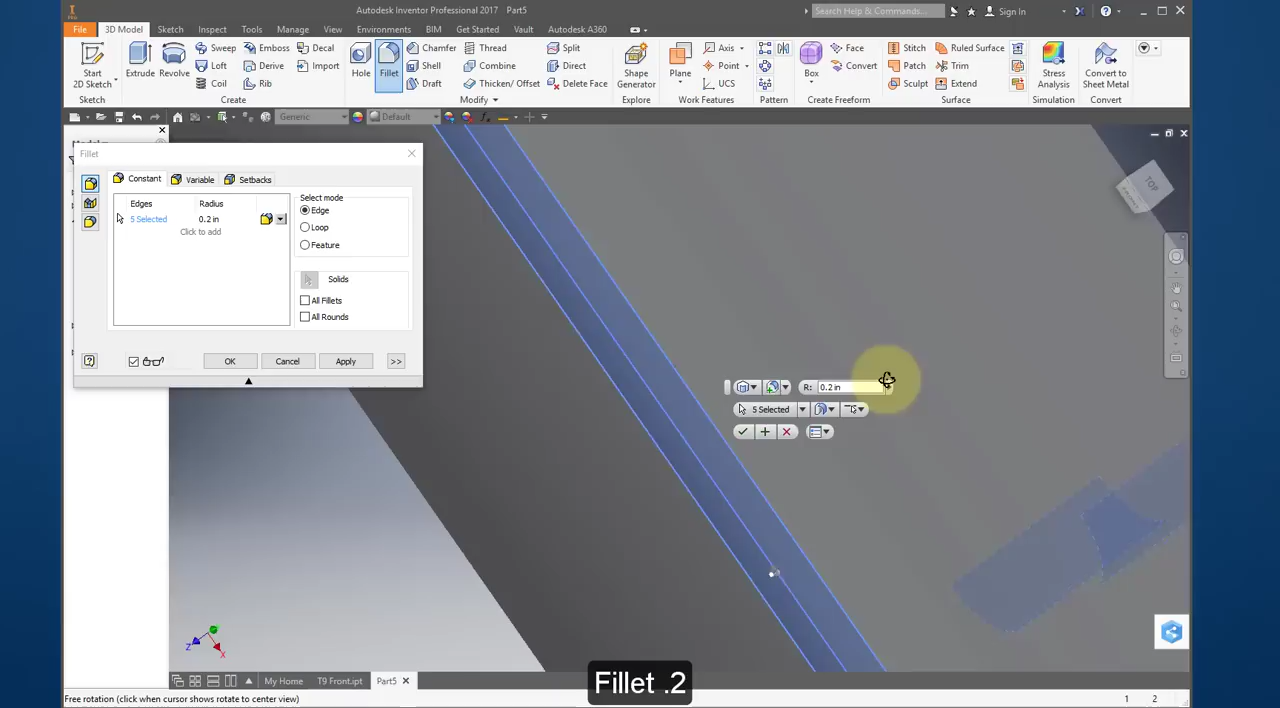 Autodesk Inventor Professional 2017 Part5
Search Help & Commands...
Sign In
File 3D Model Sketch Inspect Tools Manage View Environments BIM Get Started Vault Autodesk A360
Start
2D Sketch
Extrude
Revolve
Sweep
Loft
Coil
Emboss
Derive
Rib
Decal
Import
Hole
Fillet
Chamfer
Shell
Draft
Thread
Combine
Thicken/ Offset
Split
Direct
Delete Face
Shape
Generator
Plane
Axis
Point
UCS
Box
Face
Convert
Stitch
Patch
Sculpt
Ruled Surface
Trim
Extend
Stress
Analysis
Convert to
Sheet Metal
Sketch Create Modify Explore Work Features Pattern Create Freeform Surface Simulation Convert
Generic
Default
Fillet
Constant Variable Setbacks
Edges Radius
5 Selected 0.2 in
Click to add
Select mode
Edge
Loop
Feature
Solids
All Fillets
All Rounds
OK Cancel Apply >>
R: 0.2 in
5 Selected
TOP
Z
X
My Home T9 Front.ipt Part5
Fillet .2
Free rotation (click when cursor shows rotate to center view) 1 2